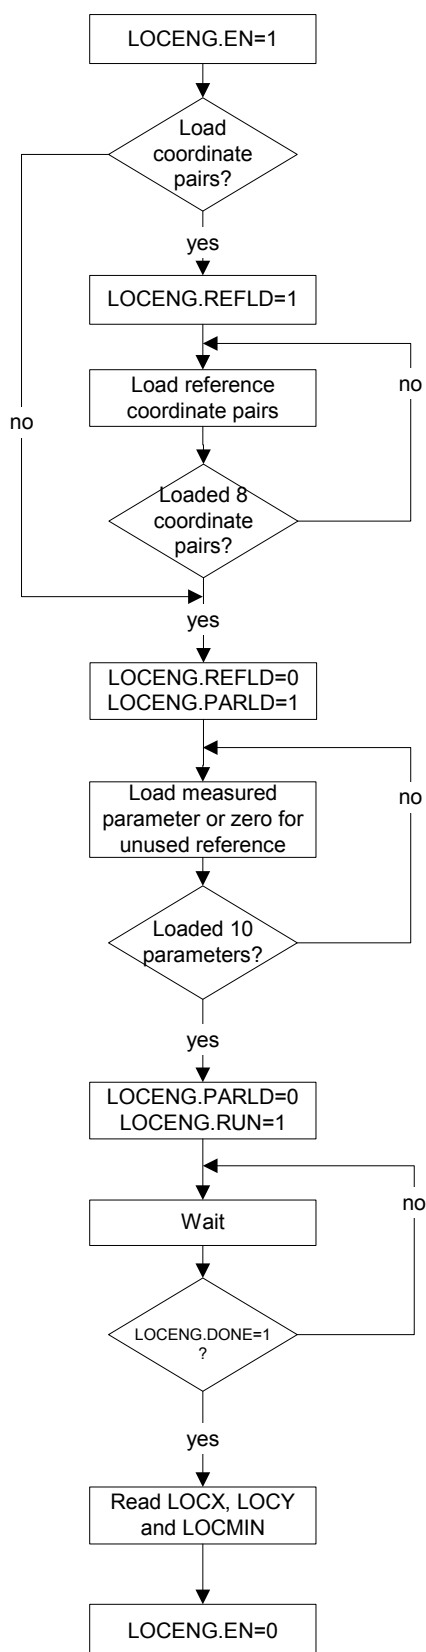 LOCENG.EN=1
Load
coordinate
pairs?
yes
LOCENG.REFLD=1
Load reference
coordinate pairs
no
no
Loaded 8
coordinate
pairs?
yes
LOCENG.REFLD=0
LOCENG.PARLD=1
Load measured
parameter or zero for
unused reference
no
Loaded 10
parameters?
yes
LOCENG.PARLD=0
LOCENG.RUN=1
Wait
no
LOCENG.DONE=1
?
yes
Read LOCX, LOCY
and LOCMIN
LOCENG.EN=0